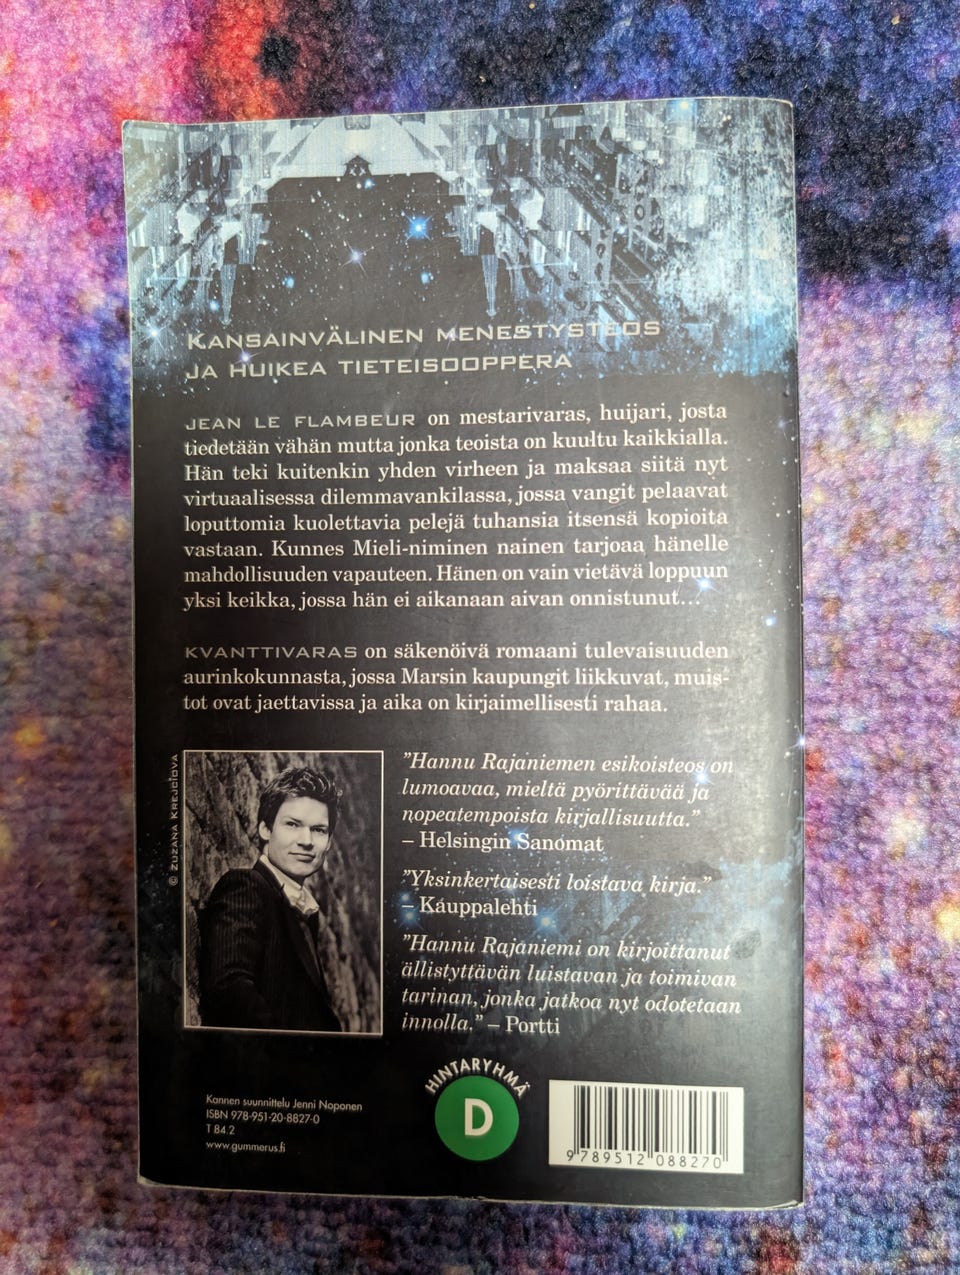 KANSAINVÄLINEN MENESTYSTEOS
JA HUIKEA TIETEISOOPPERA
JEAN LE FLAMBEUR on mestarivaras, huijari, josta
tiedetään vähän mutta jonka teoista on kuultu kaikkialla.
Hän teki kuitenkin yhden virheen ja maksaa siitä nyt
virtuaalisessa dilemmavankilassa, jossa vangit pelaavat
loputtomia kuolettavia pelejä tuhansia itsensä kopioita
vastaan. Kunnes Mieli-niminen nainen tarjoaa hänelle
mahdollisuuden vapauteen. Hänen on vain vietävä loppuun
yksi keikka, jossa hän ei aikanaan aivan onnistunut…
KVANTTIVARAS on säkenöivä romaani tulevaisuuden
aurinkokunnasta, jossa Marsin kaupungit liikkuvat, muis-
tot ovat jaettavissa ja aika on kirjaimellisesti rahaa.
© ZUZANA KREJCIOVA
”Hannu Rajaniemen esikoisteos on
lumoavaa, mieltä pyörittävää ja
nopeatempoista kirjallisuutta.”
– Helsingin Sanomat
”Yksinkertaisesti loistava kirja.”
– Kauppalehti
”Hannu Rajaniemi on kirjoittanut
ällistyttävän luistavan ja toimivan
tarinan, jonka jatkoa nyt odotetaan
innolla.” – Portti
HINTARYHMÄ
D
Kannen suunnittelu Jenni Noponen
ISBN 978-951-20-8827-0
T 84.2
www.gummerus.fi
9 789512 088270